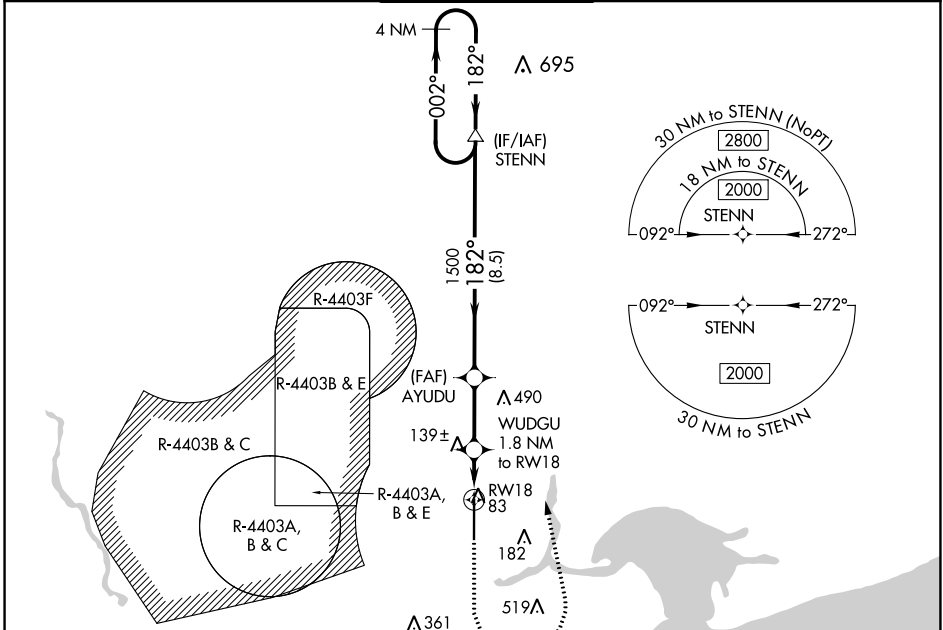 4 NM
002°
182°
695
(IF/IAF)
STENN
1500
182°
(8.5)
30 NM to STENN (NoPT)
2800
18 NM to STENN
2000
STENN
092°
272°
092°
272°
STENN
2000
30 NM to STENN
R-4403F
R-4403B & E
R-4403B & C
R-4403A,
B & C
R-4403A,
B & E
(FAF)
AYUDU
490
WUDGU
1.8 NM
to RW18
139±
RW18
83
182
519
361